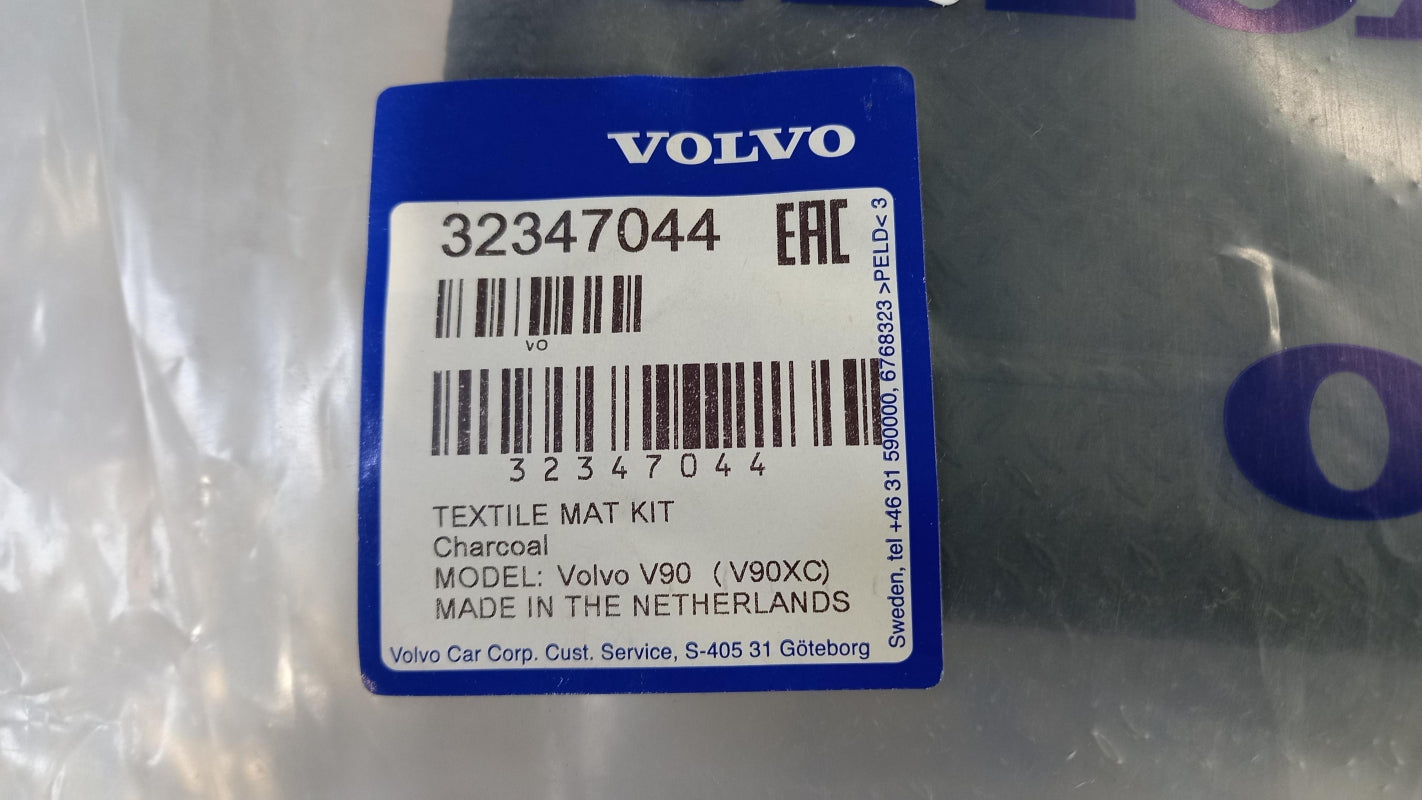 VOLVO
32347044 EAC
VO
32347044
TEXTILE MAT KIT
Charcoal
MODEL: Volvo V90 (V90XC)
MADE IN THE NETHERLANDS
Volvo Car Corp. Cust. Service, S-405 31 Göteborg
Sweden, tel +46 31 590000, 6768323 >PELD< 3